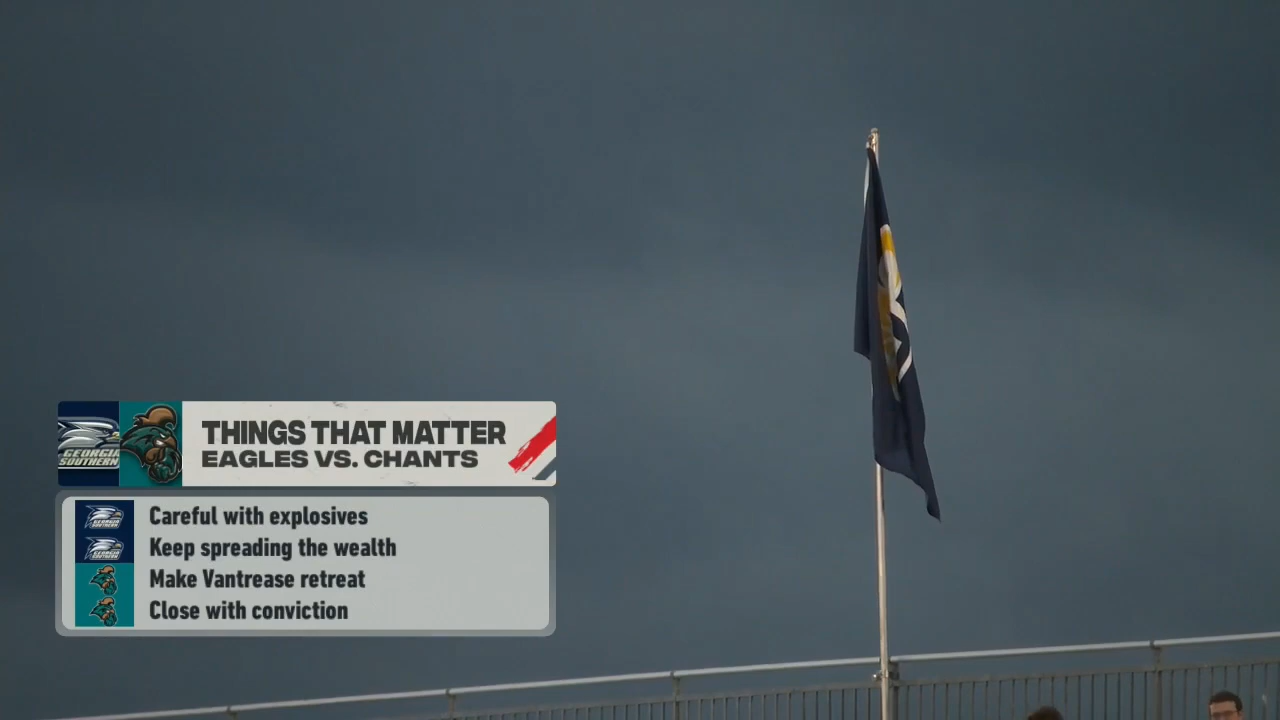 GEORGIA
SOUTHERN
THINGS THAT MATTER
EAGLES VS. CHANTS
Careful with explosives
Keep spreading the wealth
Make Vantrease retreat
Close with conviction